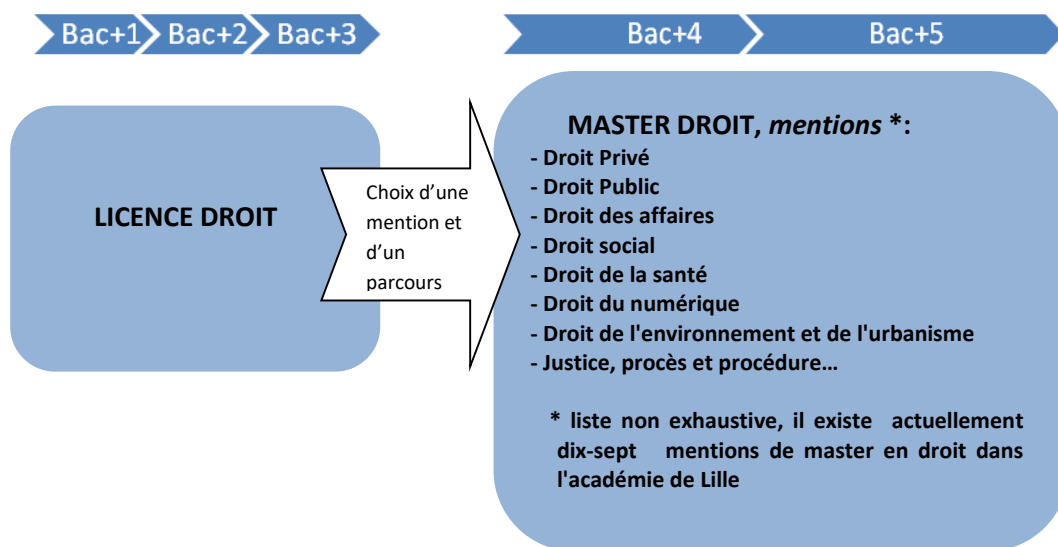 Bac+1 Bac+2 Bac+3
Bac+4 Bac+5
LICENCE DROIT
Choix d'une
mention et
d'un
parcours
MASTER DROIT, mentions *:
- Droit Privé
- Droit Public
- Droit des affaires
- Droit social
- Droit de la santé
- Droit du numérique
- Droit de l'environnement et de l'urbanisme
- Justice, procès et procédure…
* liste non exhaustive, il existe actuellement
dix-sept mentions de master en droit dans
l'académie de Lille